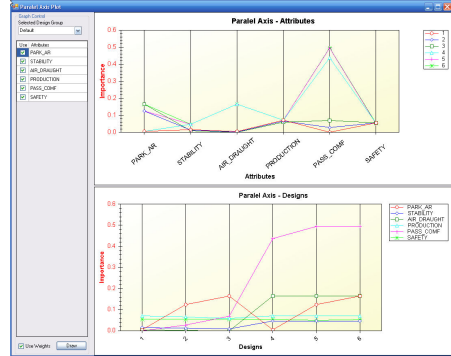 Paralel Axis Plot
Graph Control
Selected Design Group
Default
Use Attributes
PARK_AR
STABILITY
AIR_DRAUGHT
PRODUCTION
PASS_COMF
SAFETY
Use Weights
Draw
Paralel Axis - Attributes
Importance
0.6
0.5
0.4
0.3
0.2
0.1
0.0
PARK_AR
STABILITY
AIR_DRAUGHT
PRODUCTION
PASS_COMF
SAFETY
Attributes
1
2
3
4
5
6
Paralel Axis - Designs
Importance
0.6
0.5
0.4
0.3
0.2
0.1
0.0
1 2 3 4 5 6
Designs
PARK_AR
STABILITY
AIR_DRAUGHT
PRODUCTION
PASS_COMF
SAFETY